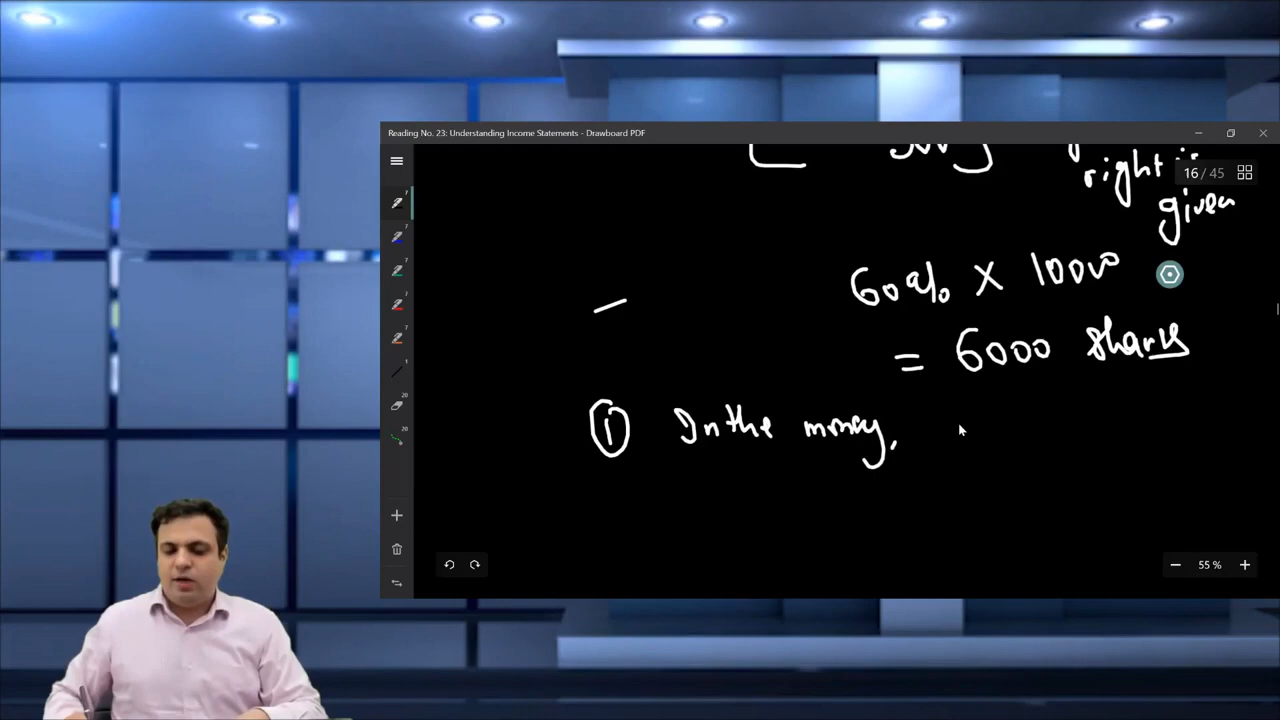 Reading No. 23: Understanding Income Statements - Drawboard PDF
right is
16 / 45
given
60% X 10000
= 6000 shares
① In the money,
55 %